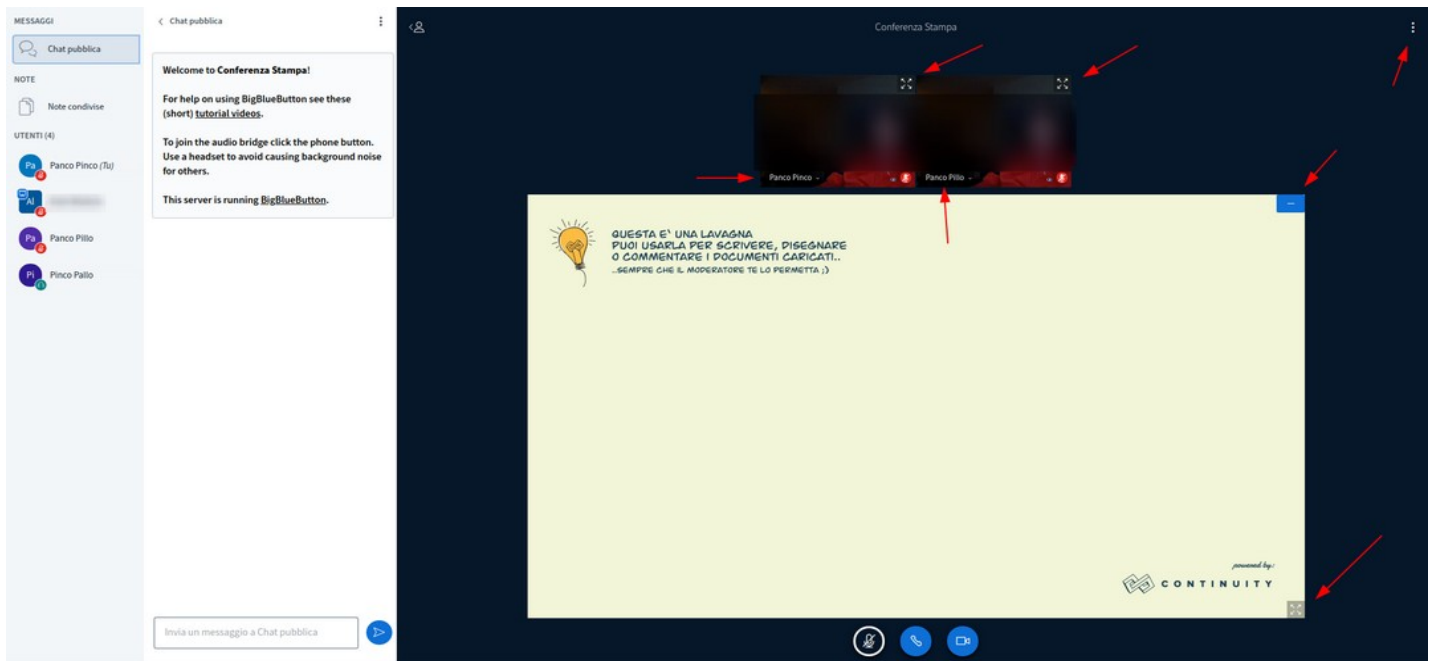 MESSAGGI
Chat pubblica
NOTE
Note condivise
UTENTI (4)
Pa Panco Pinco (Tu)
Al
Pa Panco Pillo
Pi Pinco Pallo
Chat pubblica
Welcome to Conferenza Stampa!
For help on using BigBlueButton see these
(short) tutorial videos.
To join the audio bridge click the phone button.
Use a headset to avoid causing background noise
for others.
This server is running BigBlueButton.
Invia un messaggio a Chat pubblica
Conferenza Stampa
Panco Pinco
Panco Pillo
QUESTA E' UNA LAVAGNA
PUOI USARLA PER SCRIVERE, DISEGNARE
O COMMENTARE I DOCUMENTI CARICATI..
..SEMPRE CHE IL MODERATORE TE LO PERMETTA ;)
powered by:
CONTINUITY